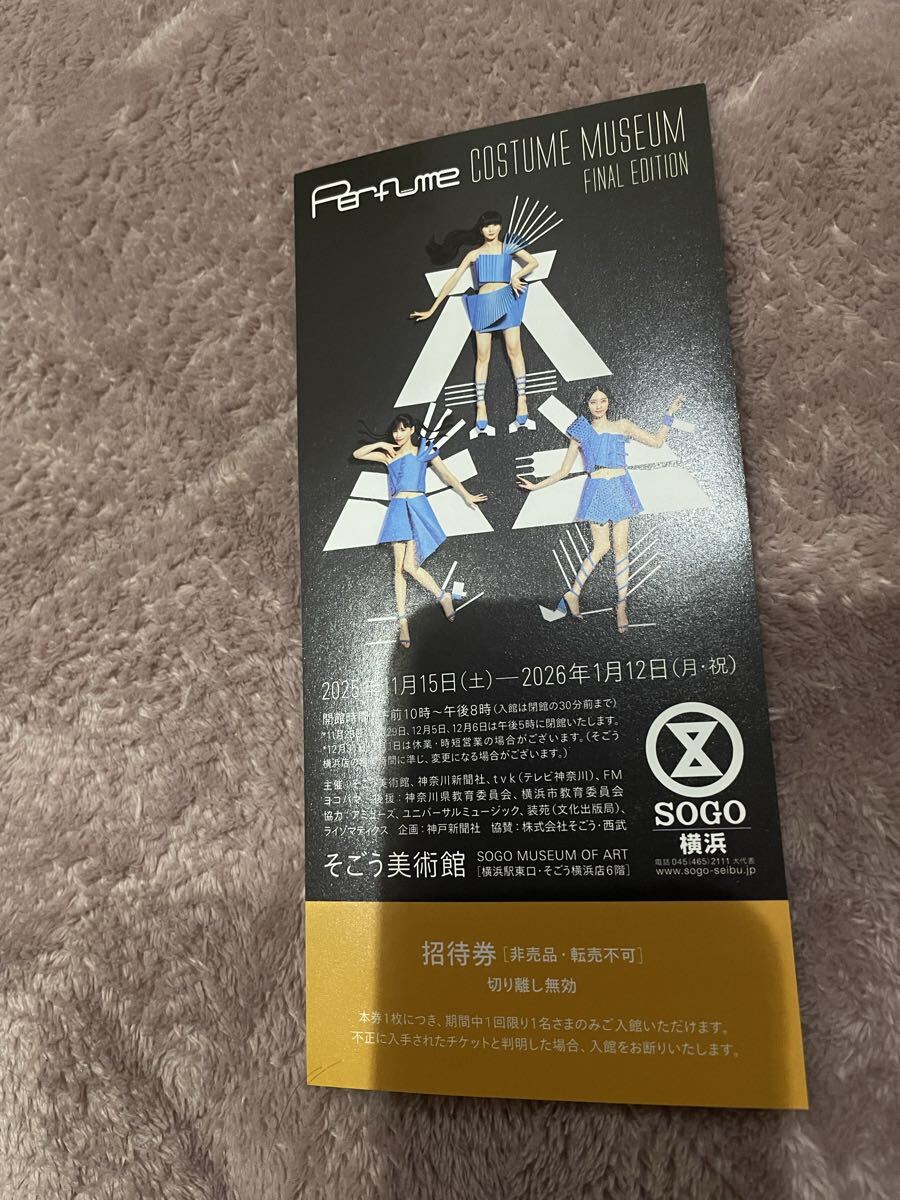 Perfume COSTUME MUSEUM
FINAL EDITION
2025年11月15日(土)―2026年1月12日(月・祝)
開館時間:午前10時~午後8時(入館は閉館の30分前まで)
29日、12月5日、12月6日は午後5時に閉館いたします。
1日は休業・時短営業の場合がございます。(そごう
横浜店の 時間に準じ、変更になる場合がございます。)
主催:そごう美術館、神奈川新聞社、tvk(テレビ神奈川)、FM
ヨコハマ 後援:神奈川県教育委員会、横浜市教育委員会
協力:アミューズ、ユニバーサルミュージック、装苑(文化出版局)、
ライゾマティクス 企画:神戸新聞社 協賛:株式会社そごう・西武
そごう美術館 SOGO MUSEUM OF ART
[横浜駅東口・そごう横浜店6階]
SOGO
横浜
電話 045(465)2111 大代表
www.sogo-seibu.jp
招待券[非売品・転売不可]
切り離し無効
本券1枚につき、期間中1回限り1名さまのみご入館いただけます。
不正に入手されたチケットと判明した場合、入館をお断りいたします。